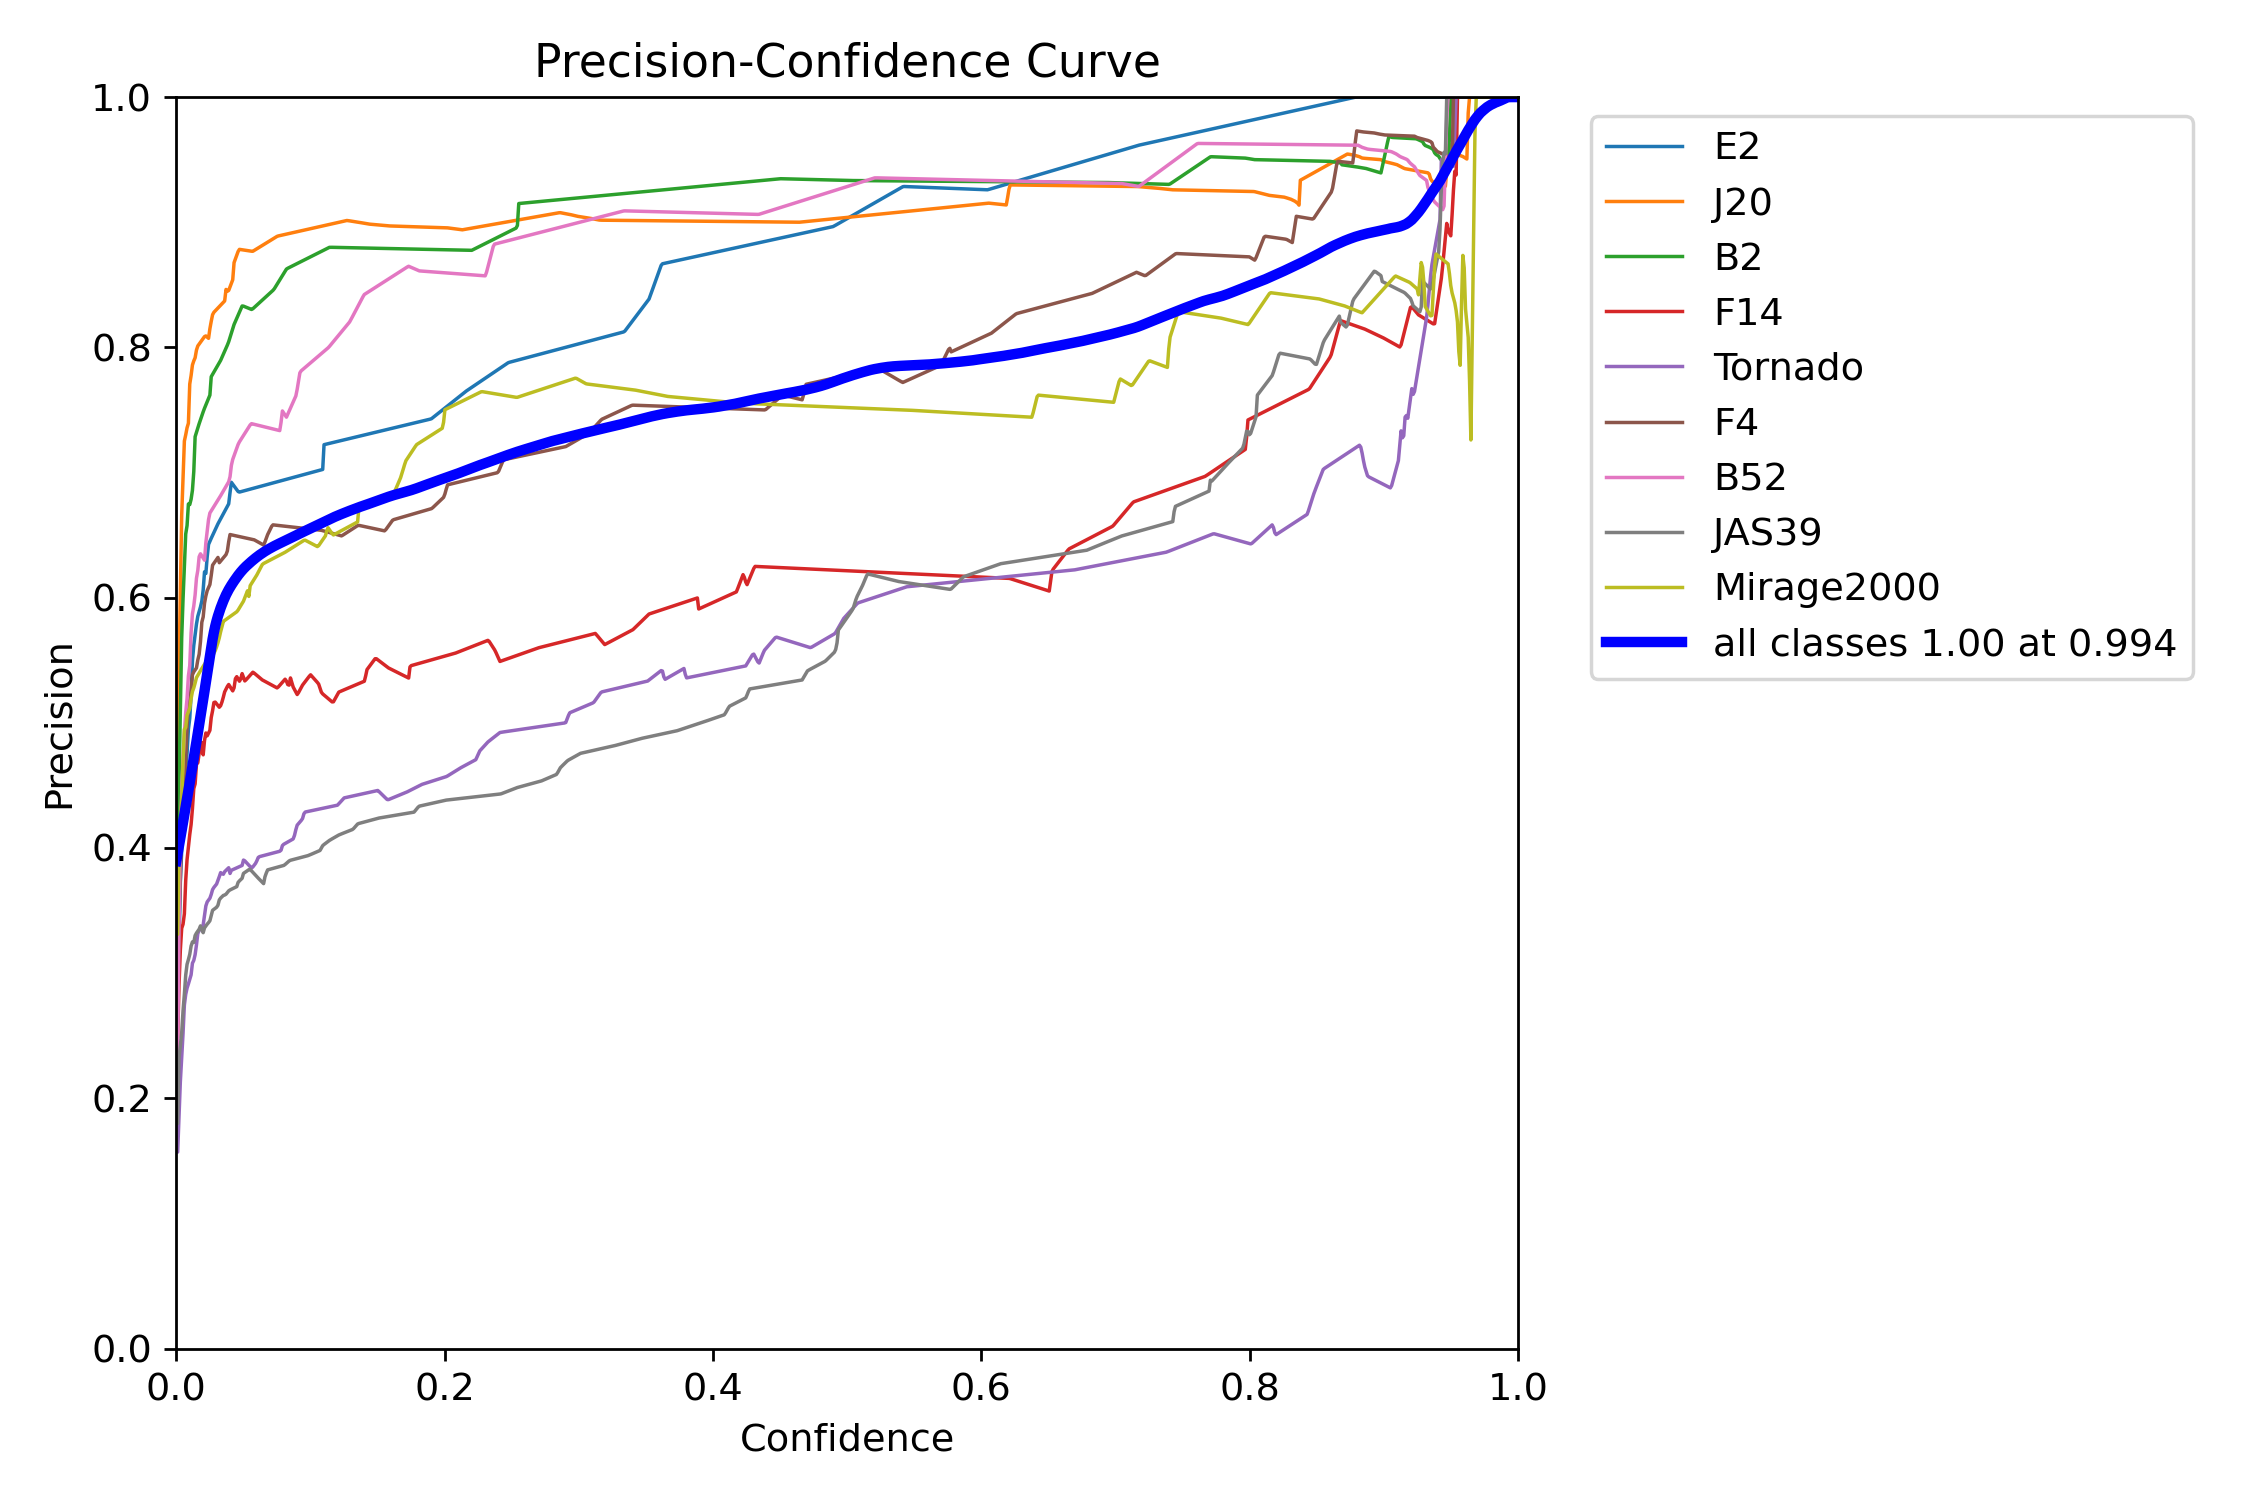 Precision-Confidence Curve
1.0
0.8
0.6
0.4
0.2
0.0
Precision
0.0 0.2 0.4 0.6 0.8 1.0
Confidence
E2
J20
B2
F14
Tornado
F4
B52
JAS39
Mirage2000
all classes 1.00 at 0.994